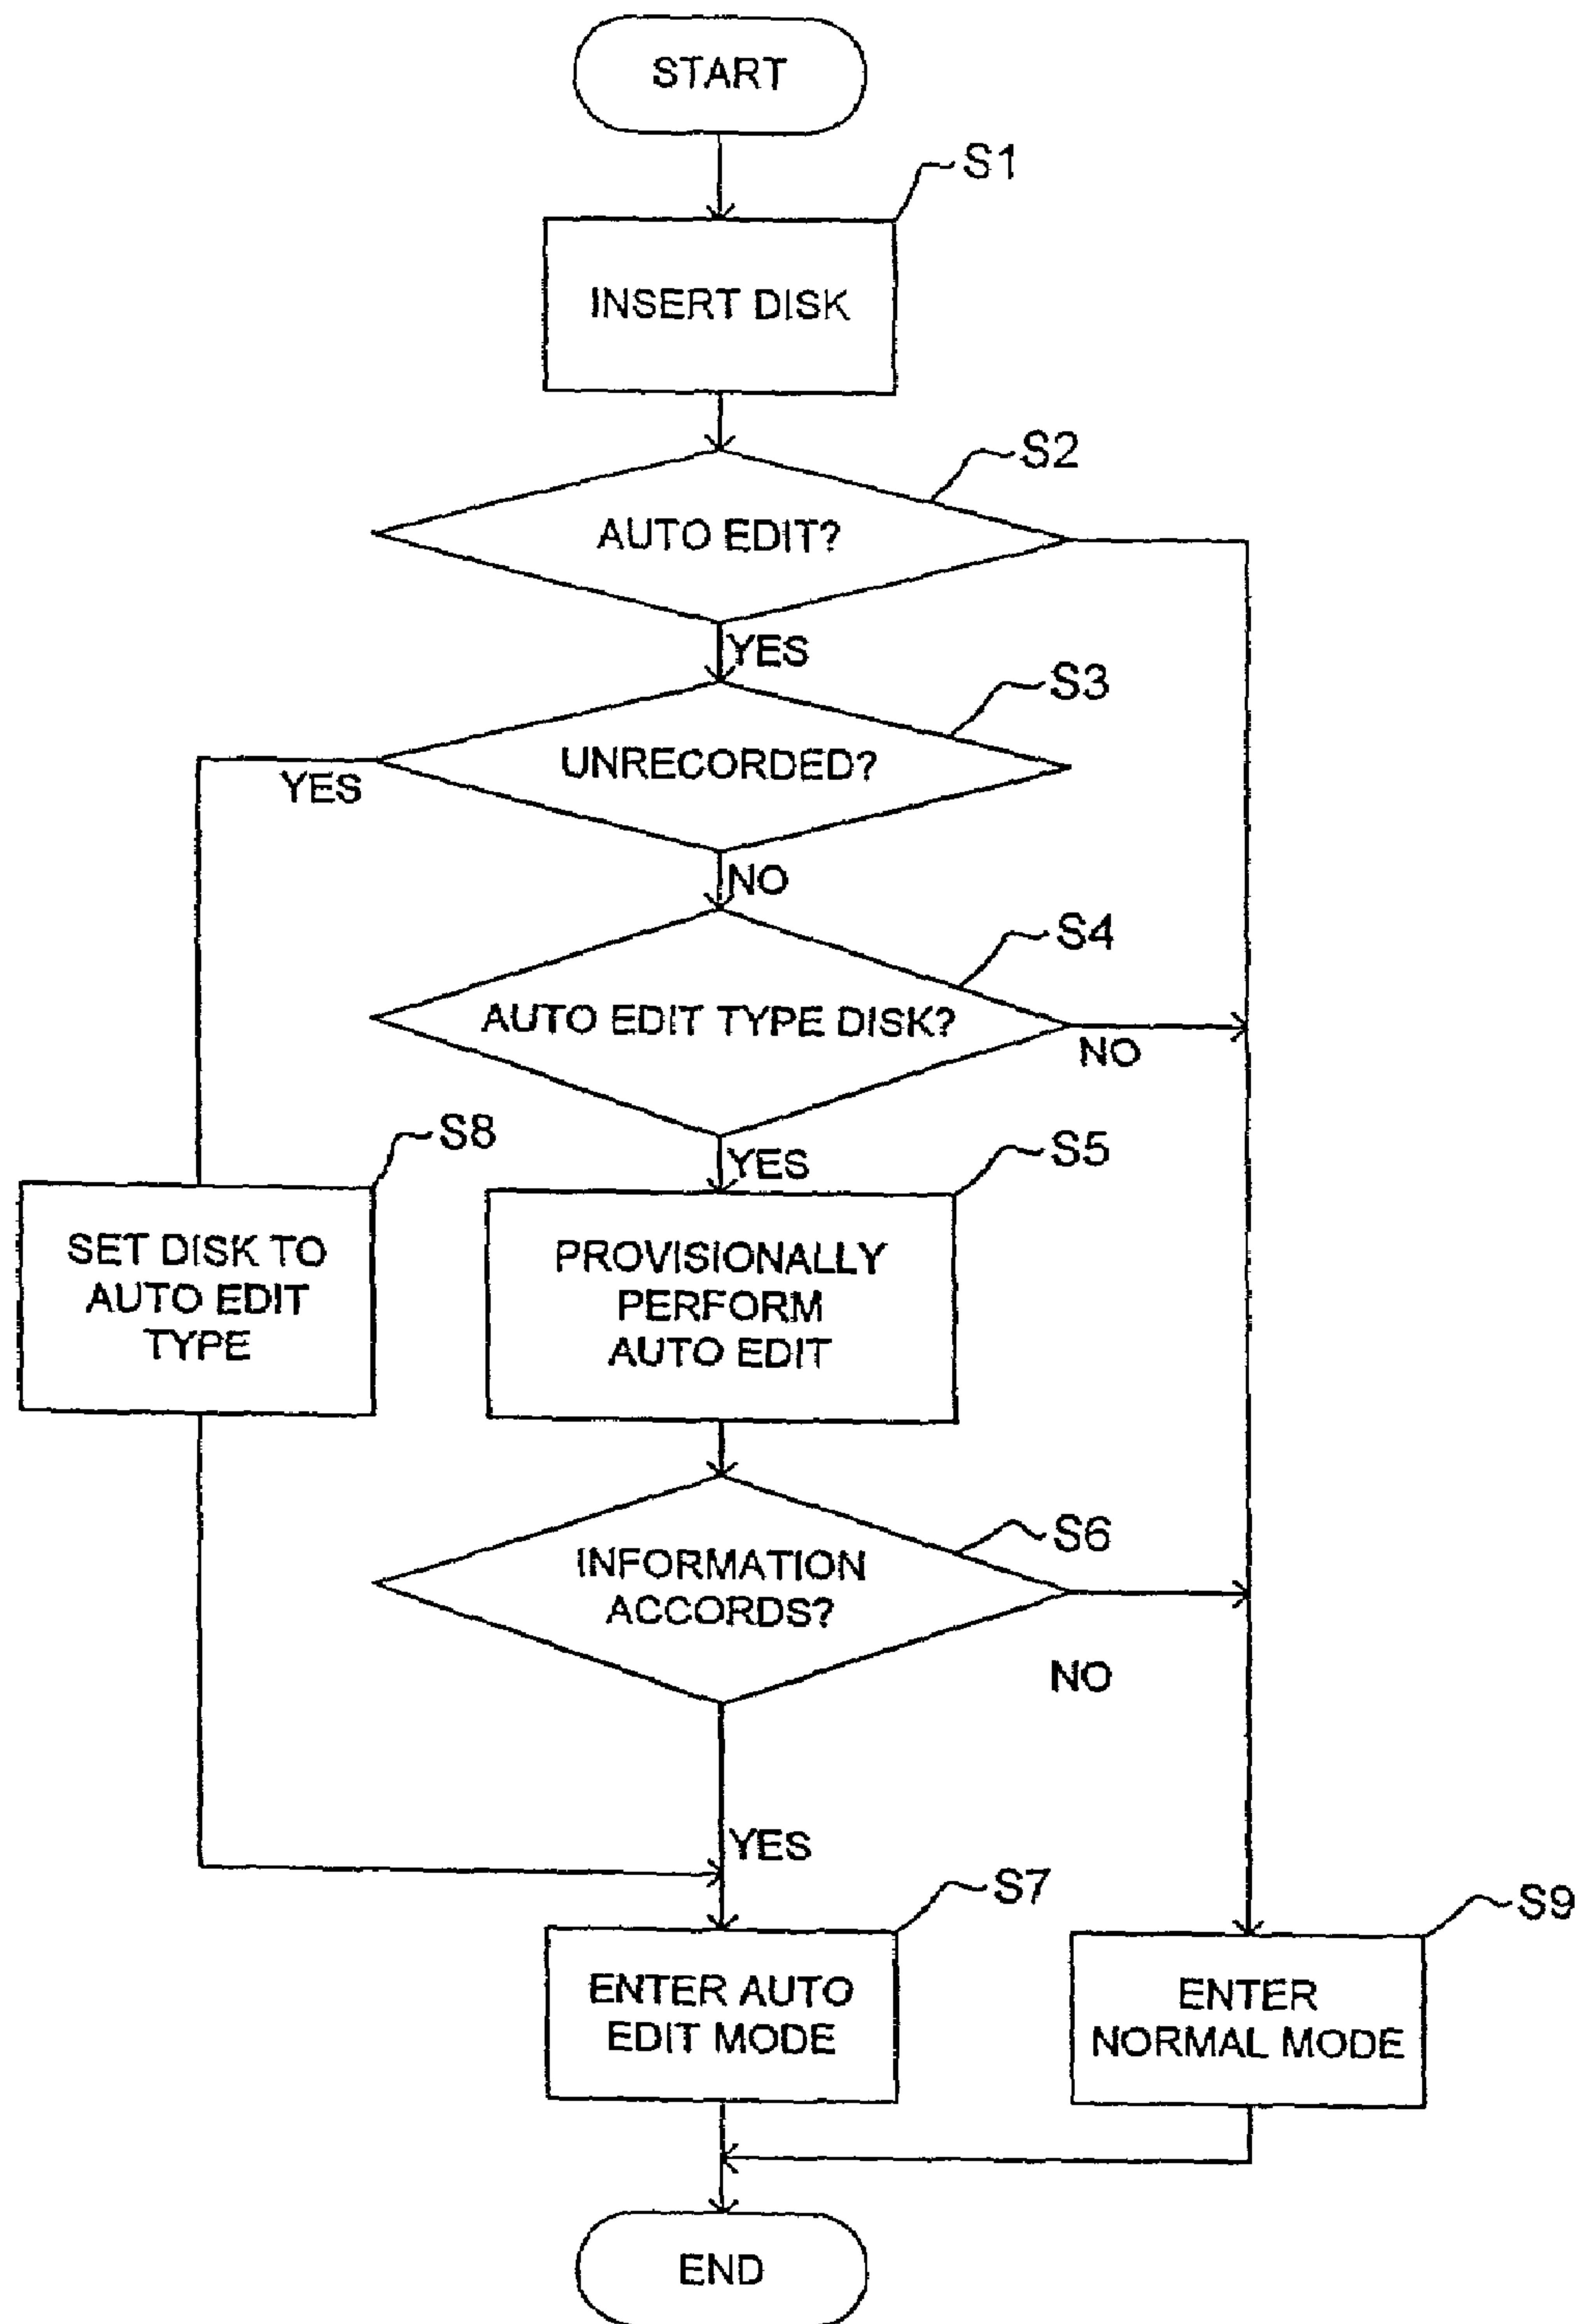 START
S1
INSERT DISK
S2
AUTO EDIT?
YES
S3
UNRECORDED?
YES
NO
S4
AUTO EDIT TYPE DISK?
NO
YES
S8
S5
SET DISK TO
AUTO EDIT
TYPE
PROVISIONALLY
PERFORM
AUTO EDIT
S6
INFORMATION
ACCORDS?
NO
YES
S7
S9
ENTER AUTO
EDIT MODE
ENTER
NORMAL MODE
END